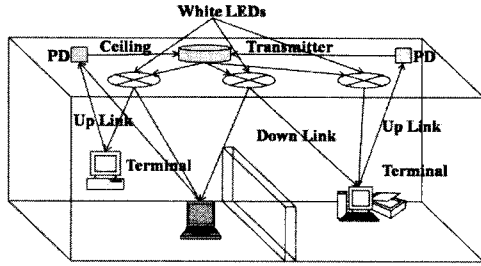 White LEDs
PD Ceiling Transmitter PD
Up Link Down Link Up Link
Terminal Terminal